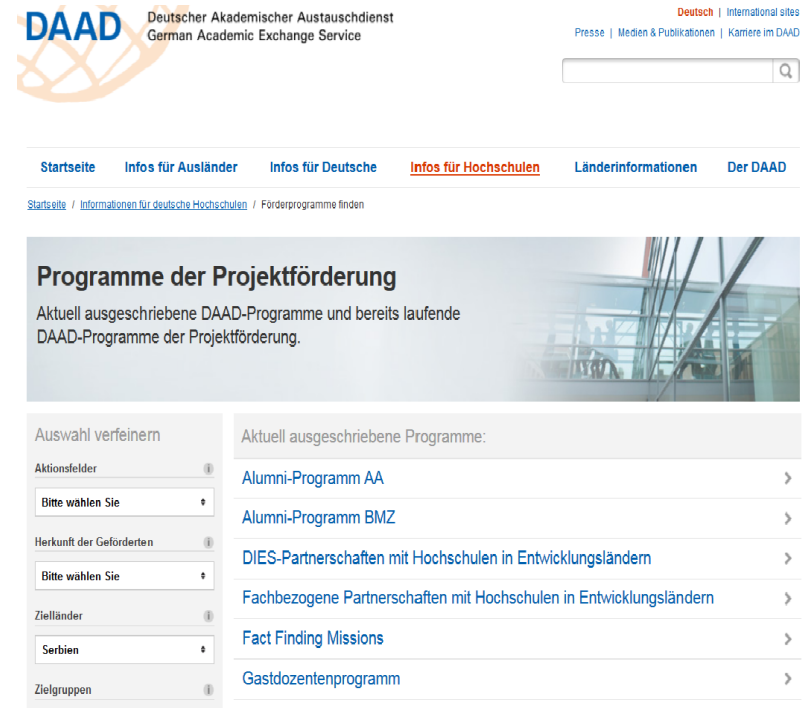 DAAD
Deutscher Akademischer Austauschdienst
German Academic Exchange Service
Deutsch | International sites
Presse | Medien & Publikationen | Karriere im DAAD
Startseite Infos für Ausländer Infos für Deutsche Infos für Hochschulen Länderinformationen Der DAAD
Startseite / Informationen für deutsche Hochschulen / Förderprogramme finden
Programme der Projektförderung
Aktuell ausgeschriebene DAAD-Programme und bereits laufende
DAAD-Programme der Projektförderung.
Auswahl verfeinern
Aktionsfelder
Bitte wählen Sie
Herkunft der Geförderten
Bitte wählen Sie
Zielländer
Serbien
Zielgruppen
Aktuell ausgeschriebene Programme:
Alumni-Programm AA
Alumni-Programm BMZ
DIES-Partnerschaften mit Hochschulen in Entwicklungsländern
Fachbezogene Partnerschaften mit Hochschulen in Entwicklungsländern
Fact Finding Missions
Gastdozentenprogramm